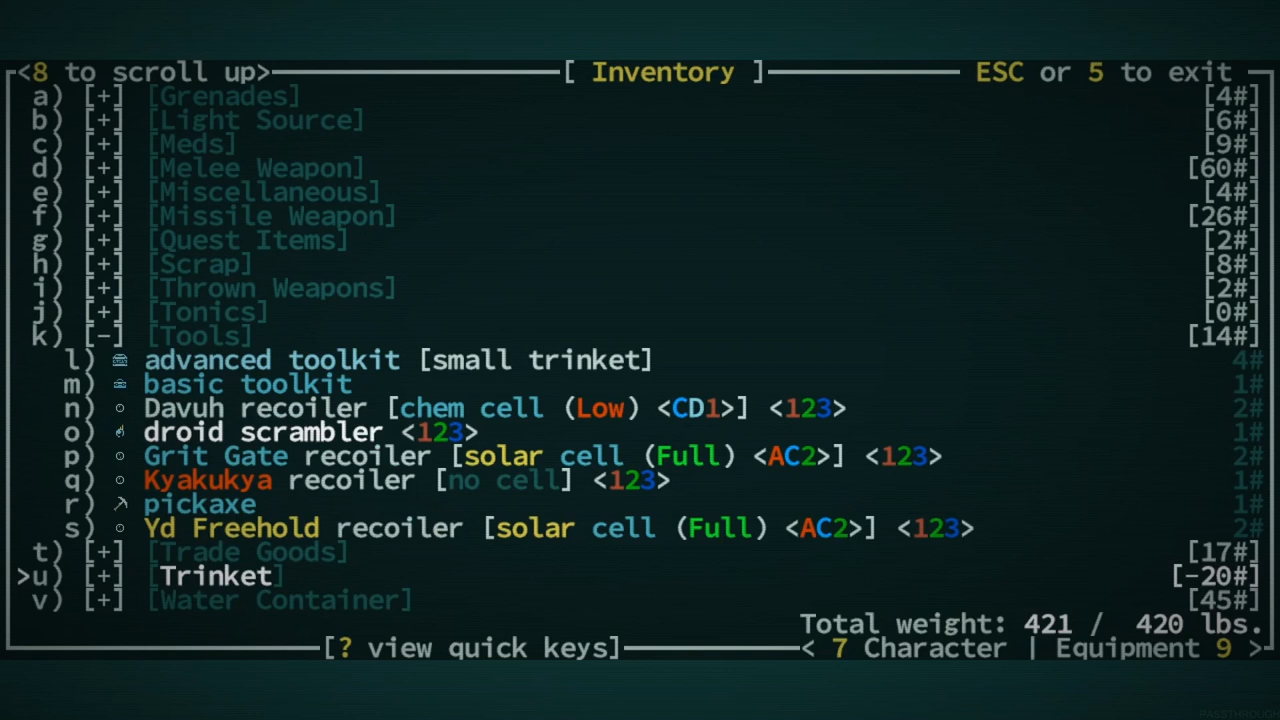 <8 to scroll up> [ Inventory ] ESC or 5 to exit
a) [+] [Grenades] [4#]
b) [+] [Light Source] [6#]
c) [+] [Meds] [9#]
d) [+] [Melee Weapon] [60#]
e) [+] [Miscellaneous] [4#]
f) [+] [Missile Weapon] [26#]
g) [+] [Quest Items] [2#]
h) [+] [Scrap] [8#]
i) [+] [Thrown Weapons] [2#]
j) [+] [Tonics] [0#]
k) [-] [Tools] [14#]
l) advanced toolkit [small trinket] 4#
m) basic toolkit 1#
n) Davuh recoiler [chem cell (Low) <CD1>] <123> 2#
o) droid scrambler <123> 1#
p) Grit Gate recoiler [solar cell (Full) <AC2>] <123> 2#
q) Kyakukya recoiler [no cell] <123> 1#
r) pickaxe 1#
s) Yd Freehold recoiler [solar cell (Full) <AC2>] <123> 2#
t) [+] [Trade Goods] [17#]
>u) [+] [Trinket] [-20#]
v) [+] [Water Container] [45#]
Total weight: 421 / 420 lbs.
[? view quick keys] < 7 Character | Equipment 9 >